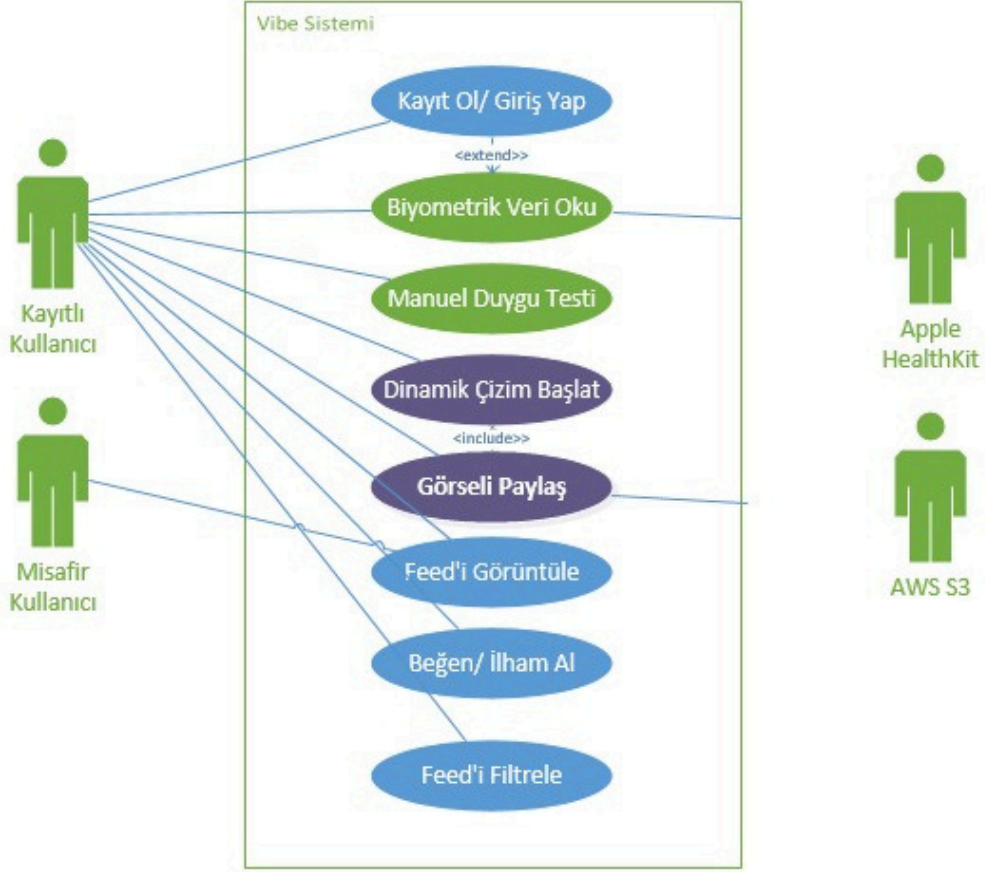 Vibe Sistemi
Kayıt Ol/ Giriş Yap
<extend>>
Biyometrik Veri Oku
Manuel Duygu Testi
Dinamik Çizim Başlat
<include>>
Görseli Paylaş
Feed'i Görüntüle
Beğen/ İlham Al
Feed'i Filtrele
Kayıtlı
Kullanıcı
Misafir
Kullanıcı
Apple
HealthKit
AWS S3